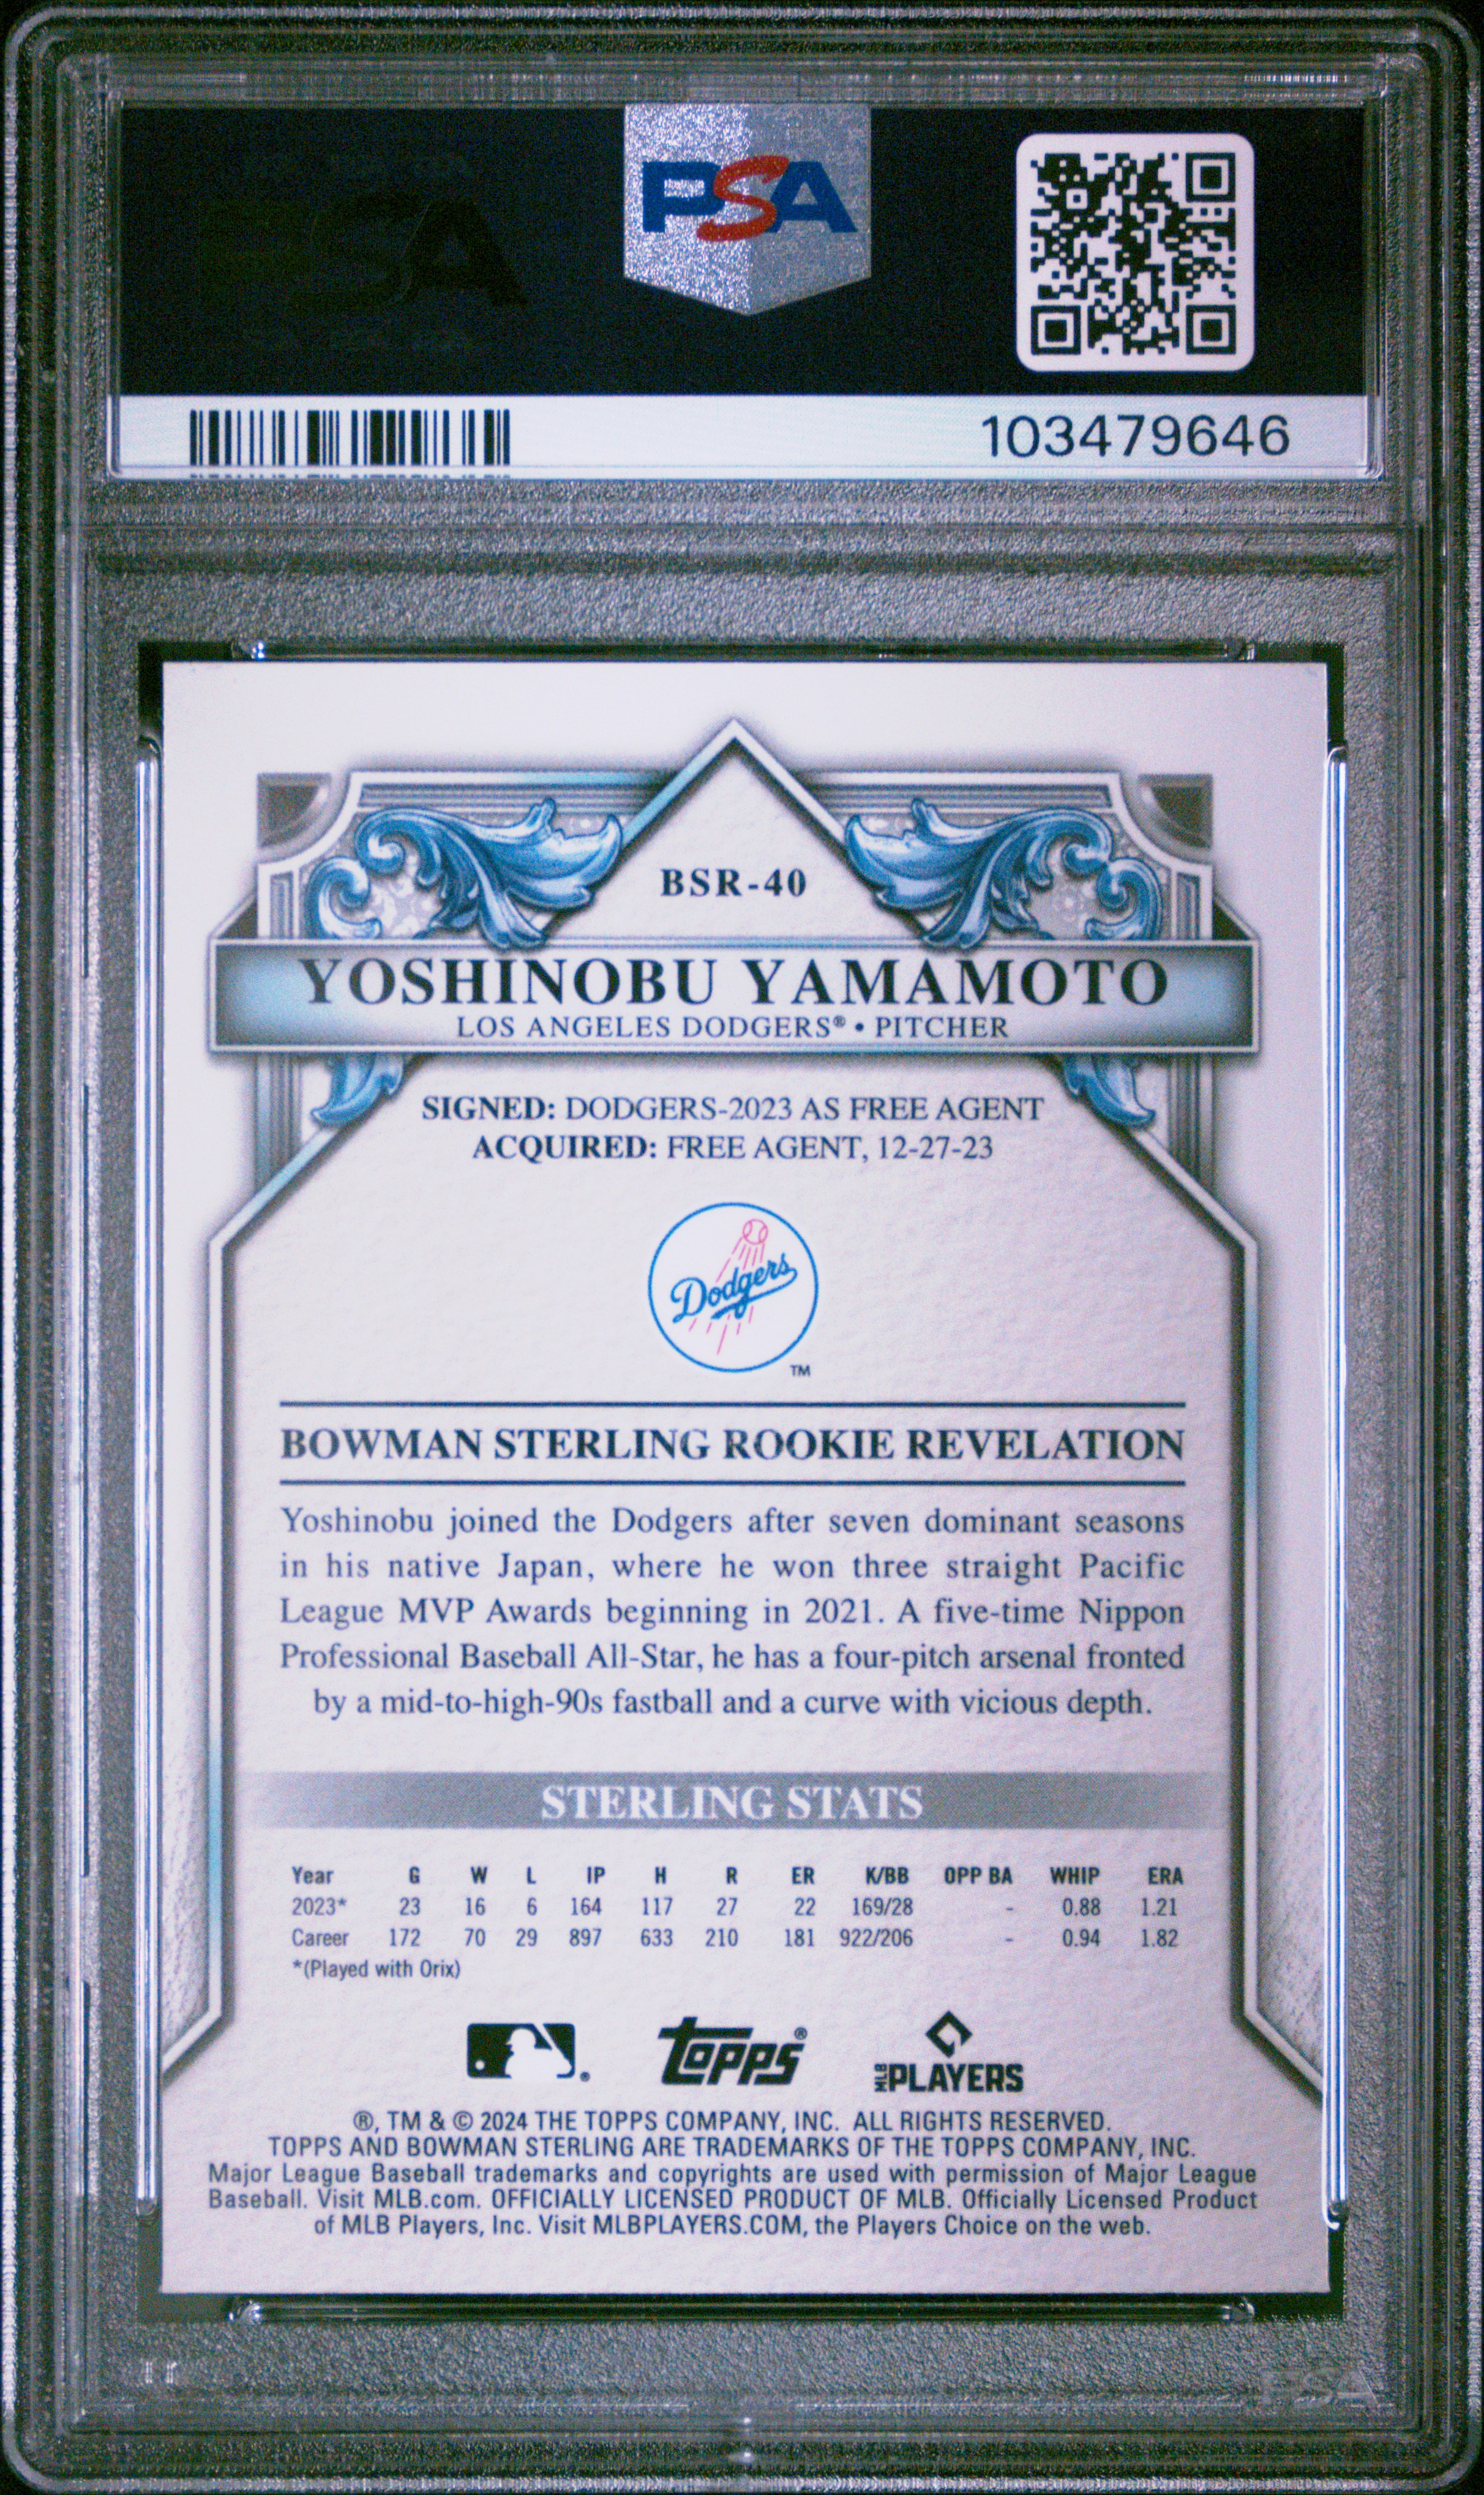 PSA
103479646
BSR-40
YOSHINOBU YAMAMOTO
LOS ANGELES DODGERS® • PITCHER
SIGNED: DODGERS-2023 AS FREE AGENT
ACQUIRED: FREE AGENT, 12-27-23
Dodgers
TM
BOWMAN STERLING ROOKIE REVELATION
Yoshinobu joined the Dodgers after seven dominant seasons
in his native Japan, where he won three straight Pacific
League MVP Awards beginning in 2021. A five-time Nippon
Professional Baseball All-Star, he has a four-pitch arsenal fronted
by a mid-to-high-90s fastball and a curve with vicious depth.
STERLING STATS
Year G W L IP H R ER K/BB OPP BA WHIP ERA
2023* 23 16 6 164 117 27 22 169/28 - 0.88 1.21
Career 172 70 29 897 633 210 181 922/206 - 0.94 1.82
*(Played with Orix)
® Topps® MLB PLAYERS
®, TM & © 2024 THE TOPPS COMPANY, INC. ALL RIGHTS RESERVED.
TOPPS AND BOWMAN STERLING ARE TRADEMARKS OF THE TOPPS COMPANY, INC.
Major League Baseball trademarks and copyrights are used with permission of Major League
Baseball. Visit MLB.com. OFFICIALLY LICENSED PRODUCT OF MLB. Officially Licensed Product
of MLB Players, Inc. Visit MLBPLAYERS.COM, the Players Choice on the web.
PSA